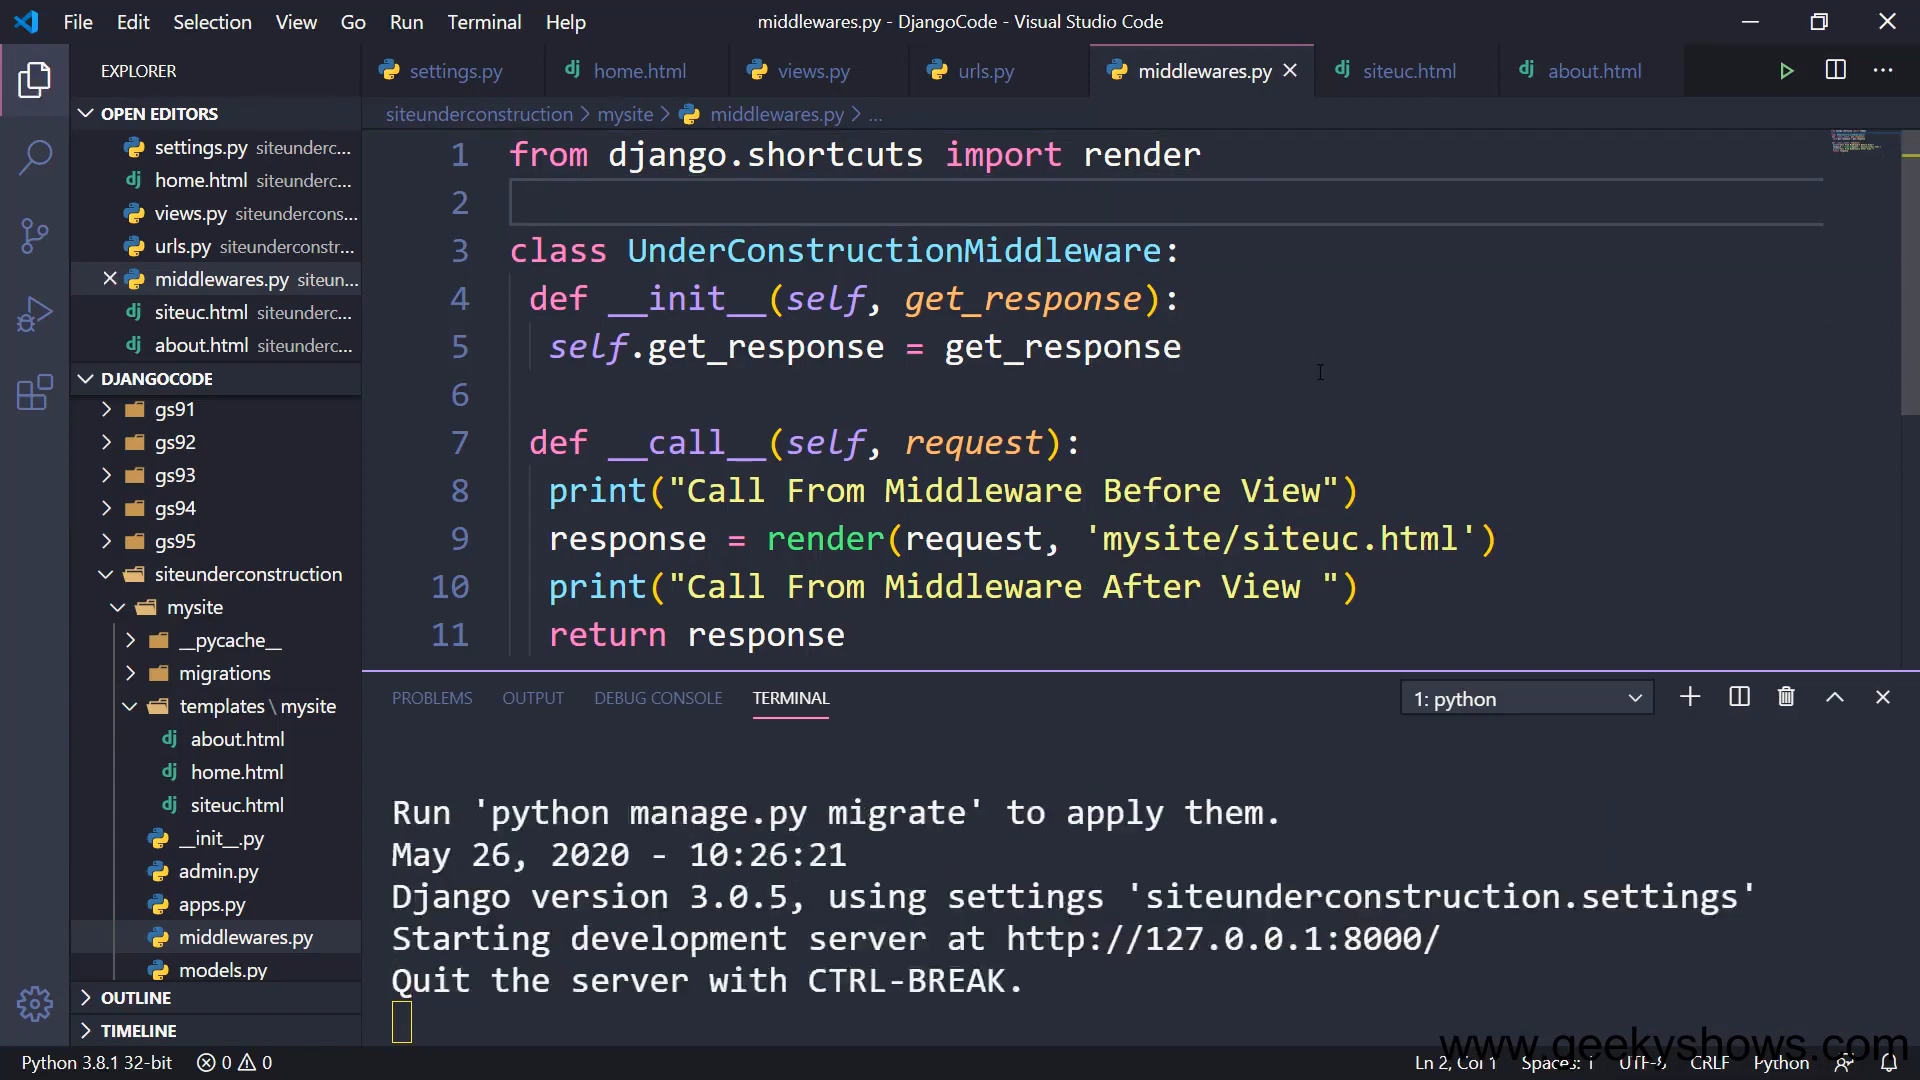 File Edit Selection View Go Run Terminal Help
middlewares.py - DjangoCode - Visual Studio Code
EXPLORER
settings.py
home.html
views.py
urls.py
middlewares.py
siteuc.html
about.html
OPEN EDITORS
settings.py siteunderc...
home.html siteunderc...
views.py siteundercons...
urls.py siteunderconstr...
middlewares.py siteun...
siteuc.html siteunderc...
about.html siteunderc...
DJANGOCODE
gs91
gs92
gs93
gs94
gs95
siteunderconstruction
mysite
__pycache__
migrations
templates \ mysite
about.html
home.html
siteuc.html
__init__.py
admin.py
apps.py
middlewares.py
models.py
OUTLINE
TIMELINE
siteunderconstruction > mysite > middlewares.py > ...
1 from django.shortcuts import render
2
3 class UnderConstructionMiddleware:
4 def __init__(self, get_response):
5 self.get_response = get_response
6
7 def __call__(self, request):
8 print("Call From Middleware Before View")
9 response = render(request, 'mysite/siteuc.html')
10 print("Call From Middleware After View ")
11 return response
PROBLEMS OUTPUT DEBUG CONSOLE TERMINAL
1: python
Run 'python manage.py migrate' to apply them.
May 26, 2020 - 10:26:21
Django version 3.0.5, using settings 'siteunderconstruction.settings'
Starting development server at http://127.0.0.1:8000/
Quit the server with CTRL-BREAK.
www.geekyshows.com
Python 3.8.1 32-bit 0 0 Ln 2, Col 1 Spaces: 1 UTF-8 CRLF Python